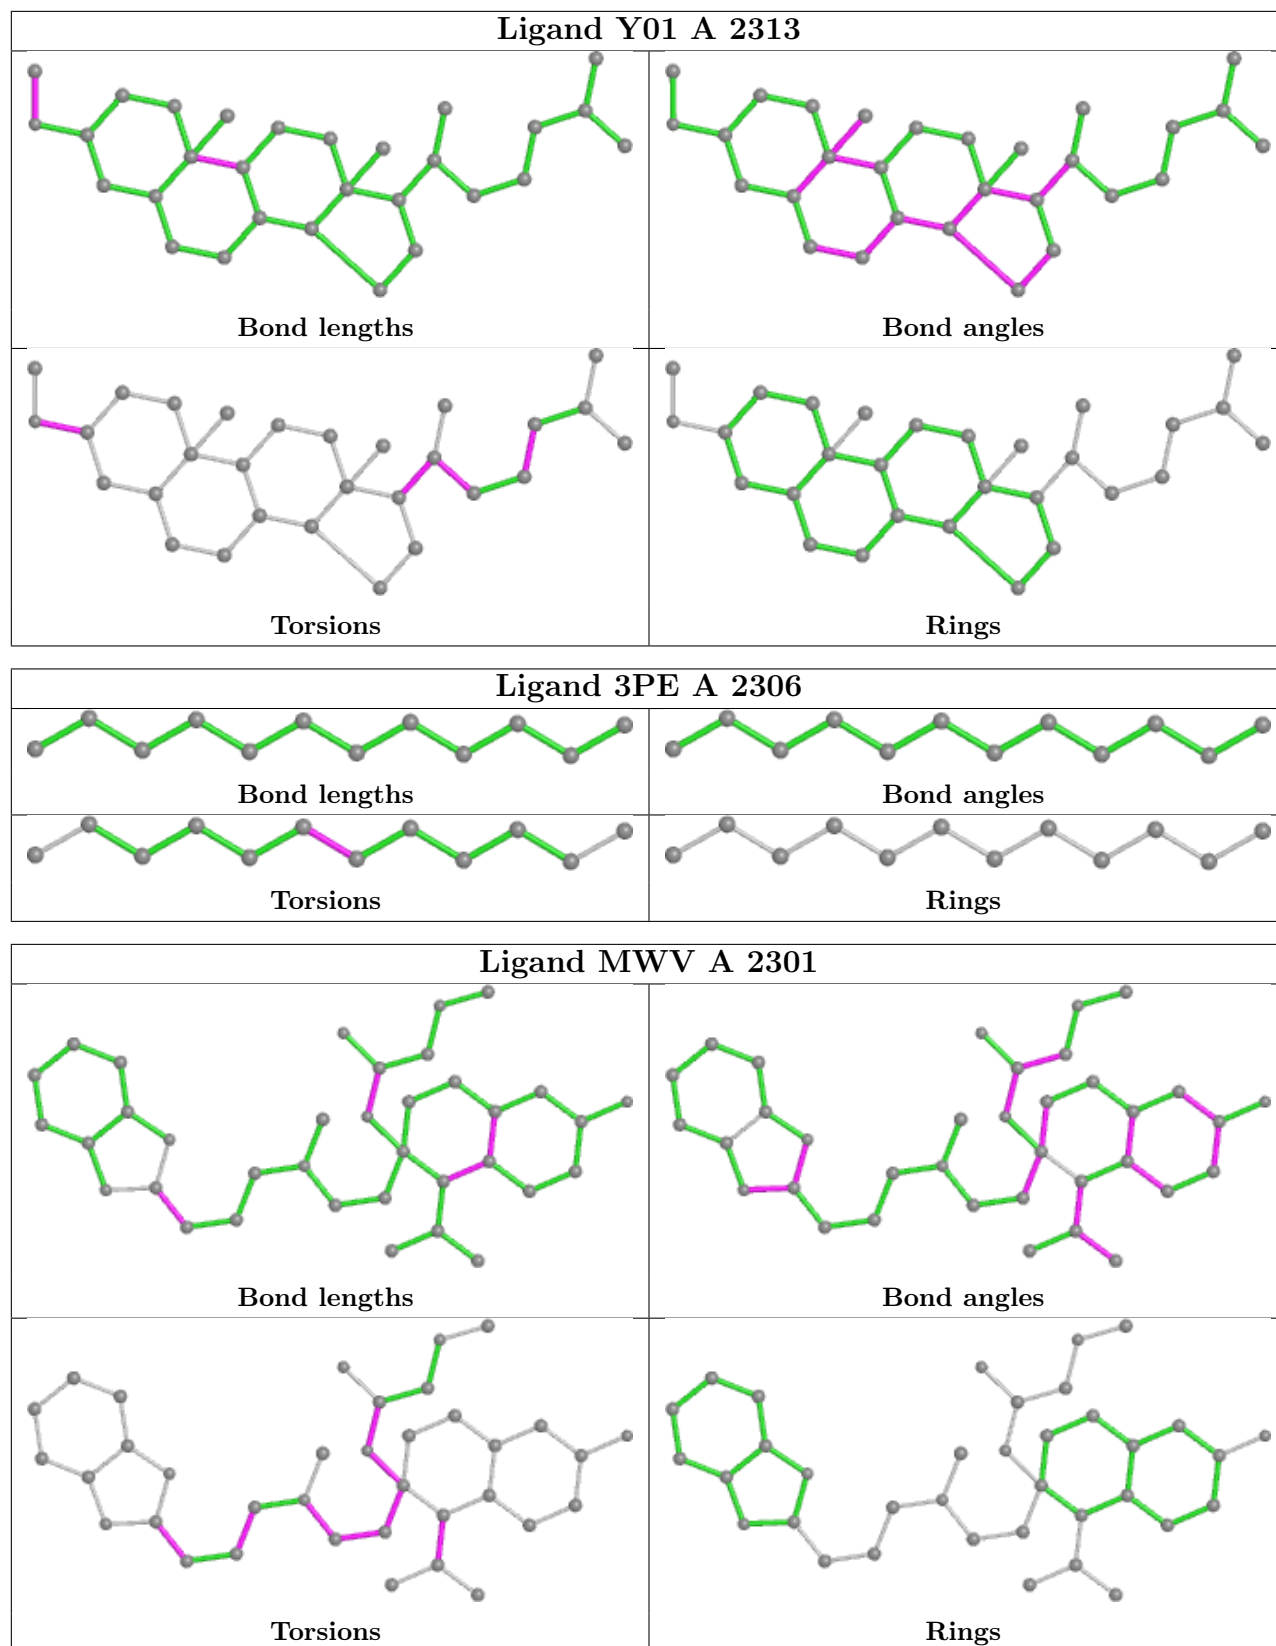 Ligand Y01 A 2313
Bond lengths
Bond angles
Torsions
Rings
Ligand 3PE A 2306
Bond lengths
Bond angles
Torsions
Rings
Ligand MWV A 2301
Bond lengths
Bond angles
Torsions
Rings